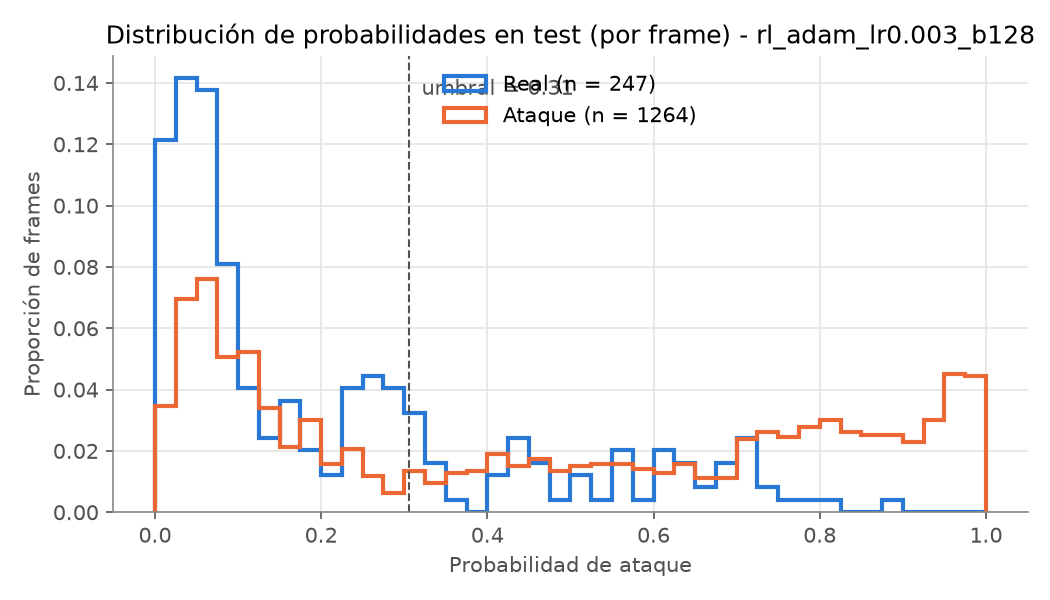 Distribución de probabilidades en test (por frame) - rl_adam_lr0.003_b128
umbral = 0.31
Real (n = 247)
Ataque (n = 1264)
Proporción de frames
0.14
0.12
0.10
0.08
0.06
0.04
0.02
0.00
0.0 0.2 0.4 0.6 0.8 1.0
Probabilidad de ataque